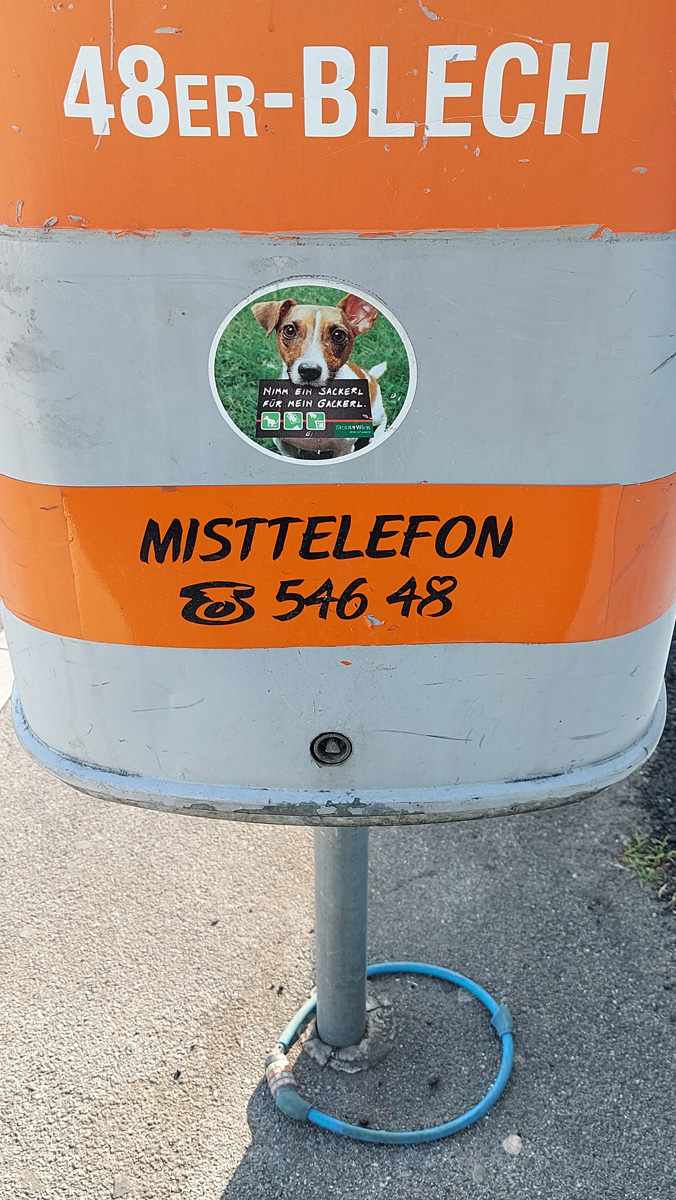 48ER-BLECH
NIMM EIN SACKERL
FÜR MEIN GACKERL.
MISTTELEFON
546 48